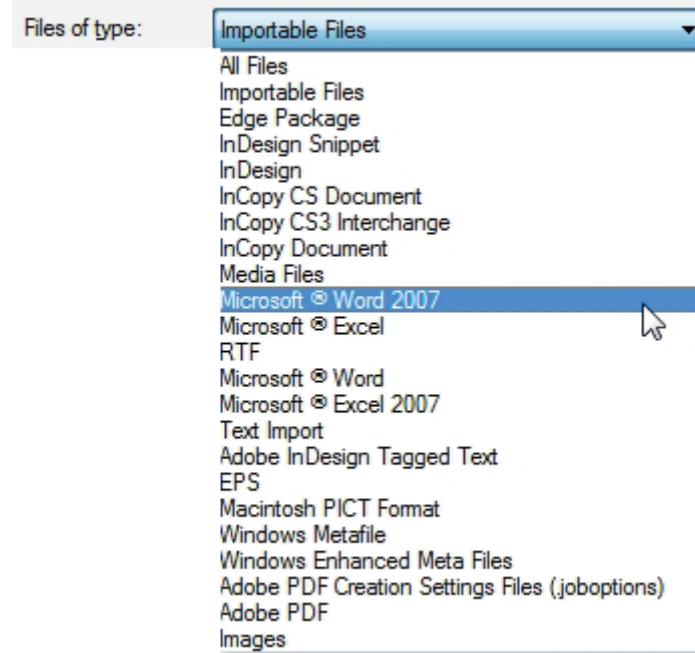 Files of type: Importable Files
All Files
Importable Files
Edge Package
InDesign Snippet
InDesign
InCopy CS Document
InCopy CS3 Interchange
InCopy Document
Media Files
Microsoft ® Word 2007
Microsoft ® Excel
RTF
Microsoft ® Word
Microsoft ® Excel 2007
Text Import
Adobe InDesign Tagged Text
EPS
Macintosh PICT Format
Windows Metafile
Windows Enhanced Meta Files
Adobe PDF Creation Settings Files (.joboptions)
Adobe PDF
Images